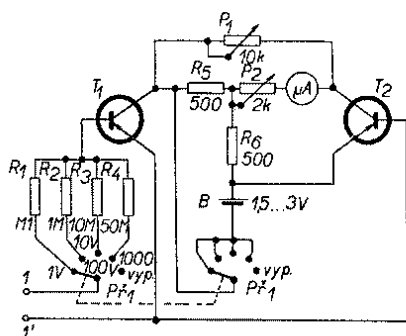 P₁
10k
T₁
R₅
500
P₂
2k
μA
T₂
R₆
500
R₁
R₂
R₃
R₄
M1
1M
10M
50M
B
1,5...3V
1V
10V
100V
1000
vyp.
Př₁
vyp.
Př₁
1
1'